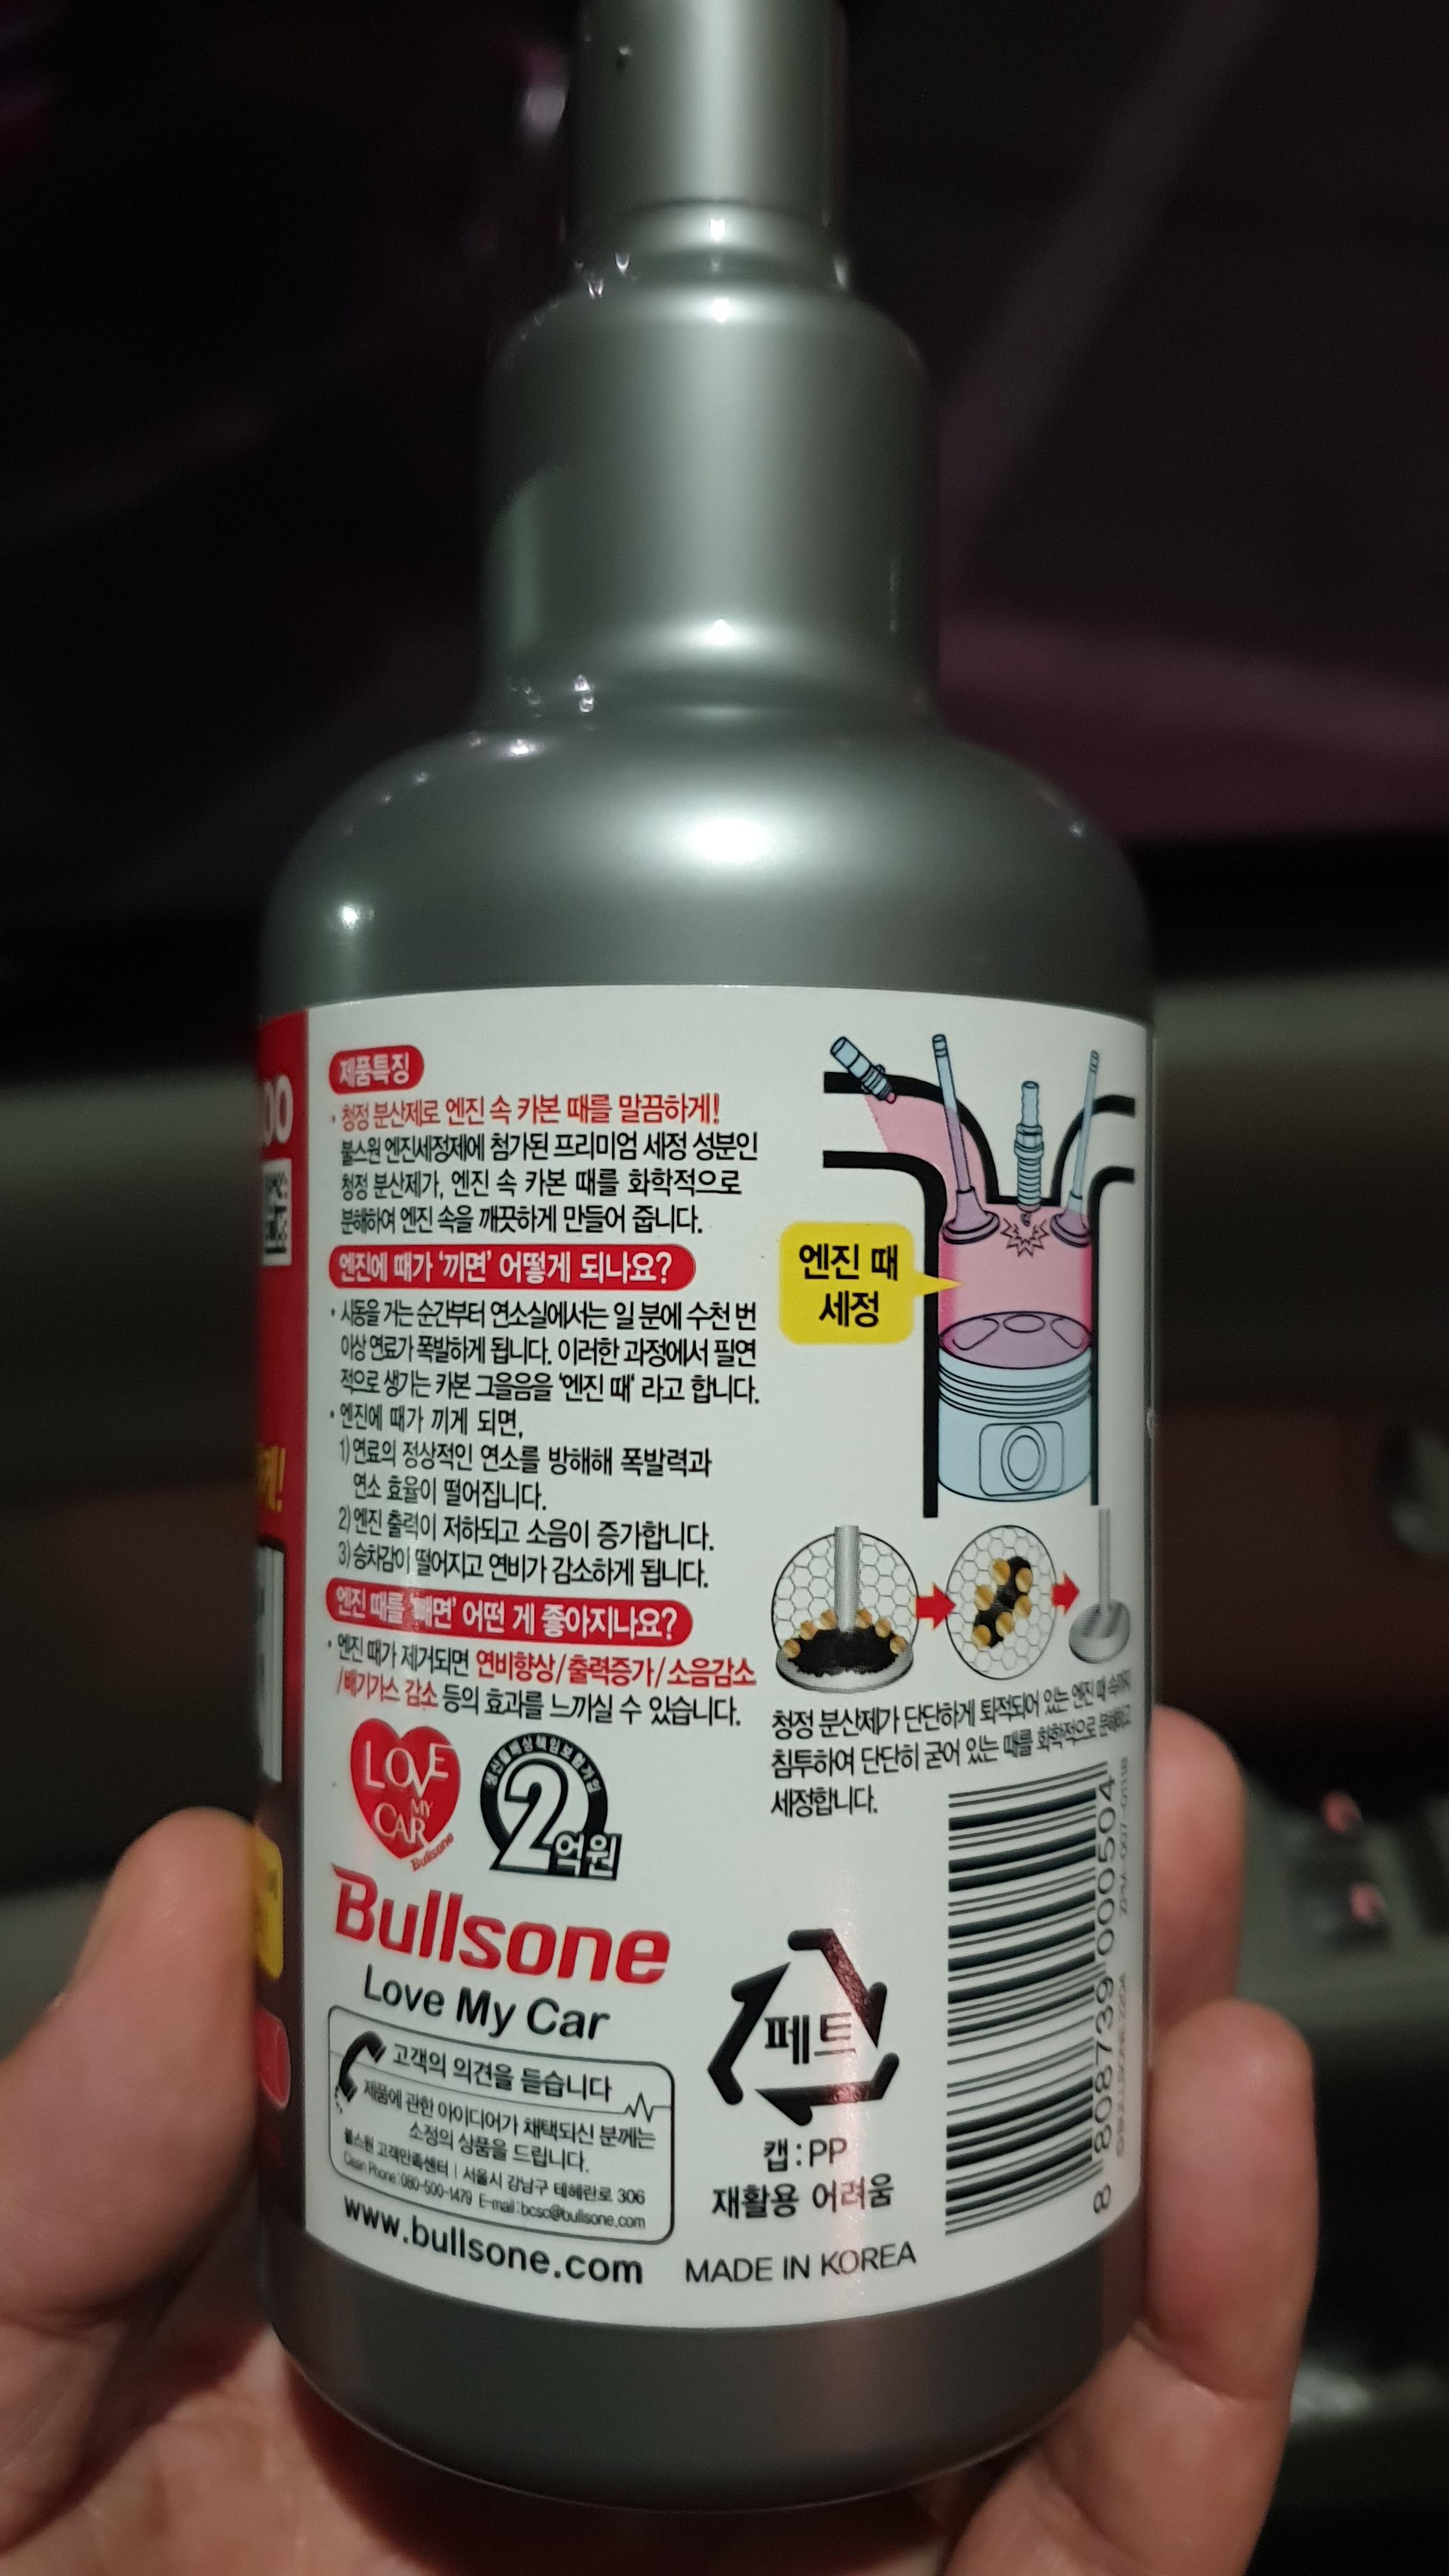 00
제품특징
· 청정 분산제로 엔진 속 카본 때를 말끔하게!
불스원 엔진세정제에 첨가된 프리미엄 세정 성분인
청정 분산제가, 엔진 속 카본 때를 화학적으로
분해하여 엔진 속을 깨끗하게 만들어 줍니다.
엔진에 때가 '끼면' 어떻게 되나요?
· 시동을 거는 순간부터 연소실에서는 일 분에 수천 번
이상 연료가 폭발하게 됩니다. 이러한 과정에서 필연
적으로 생기는 카본 그을음을 '엔진 때' 라고 합니다.
· 엔진에 때가 끼게 되면,
1) 연료의 정상적인 연소를 방해해 폭발력과
연소 효율이 떨어집니다.
2) 엔진 출력이 저하되고 소음이 증가합니다.
3) 승차감이 떨어지고 연비가 감소하게 됩니다.
엔진 때를 '빼면' 어떤 게 좋아지나요?
· 엔진 때가 제거되면 연비향상/출력증가/소음감소
/배기가스 감소 등의 효과를 느끼실 수 있습니다.
엔진 때
세정
청정 분산제가 단단하게 퇴적되어 있는 엔진 때 속까지
침투하여 단단히 굳어 있는 때를 화학적으로 분해하고
세정합니다.
LOVE
MY
CAR
Bullsone
생산물배상책임보험가입
2억원
Bullsone
Love My Car
고객의 의견을 듣습니다
제품에 관한 아이디어가 채택되신 분께는
소정의 상품을 드립니다.
불스원 고객만족센터 | 서울시 강남구 테헤란로 306
Clean Phone : 080-500-1479 E-mail : bcsc@bullsone.com
www.bullsone.com
페트
캡 : PP
재활용 어려움
MADE IN KOREA
8 808739 000504